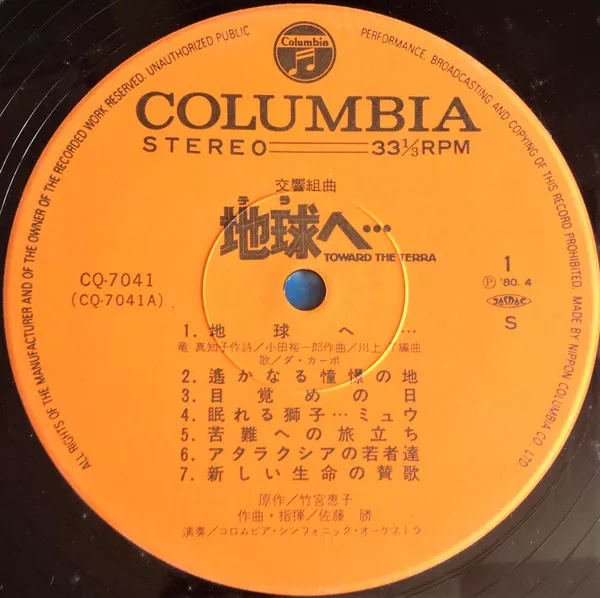 ALL RIGHTS OF THE MANUFACTURER AND OF THE OWNER OF THE RECORDED WORK RESERVED. UNAUTHORIZED PUBLIC PERFORMANCE, BROADCASTING AND COPYING OF THIS RECORD PROHIBITED. MADE BY NIPPON COLUMBIA CO. LTD.
Columbia
COLUMBIA
STEREO 33⅓RPM
交響組曲
テラ
地球へ…
TOWARD THE TERRA
CQ-7041
(CQ-7041A)
1
Ⓟ '80. 4
JASRAC
S
1. 地球へ…
竜 真知子作詩/小田裕一郎作曲/川上 了編曲
歌/ダ・カーポ
2. 遙かなる憧憬の地
3. 目覚めの日
4. 眠れる獅子…ミュウ
5. 苦難への旅立ち
6. アタラクシアの若者達
7. 新しい生命の賛歌
原作/竹宮恵子
作曲・指揮/佐藤 勝
演奏/コロムビア・シンフォニック・オーケストラ